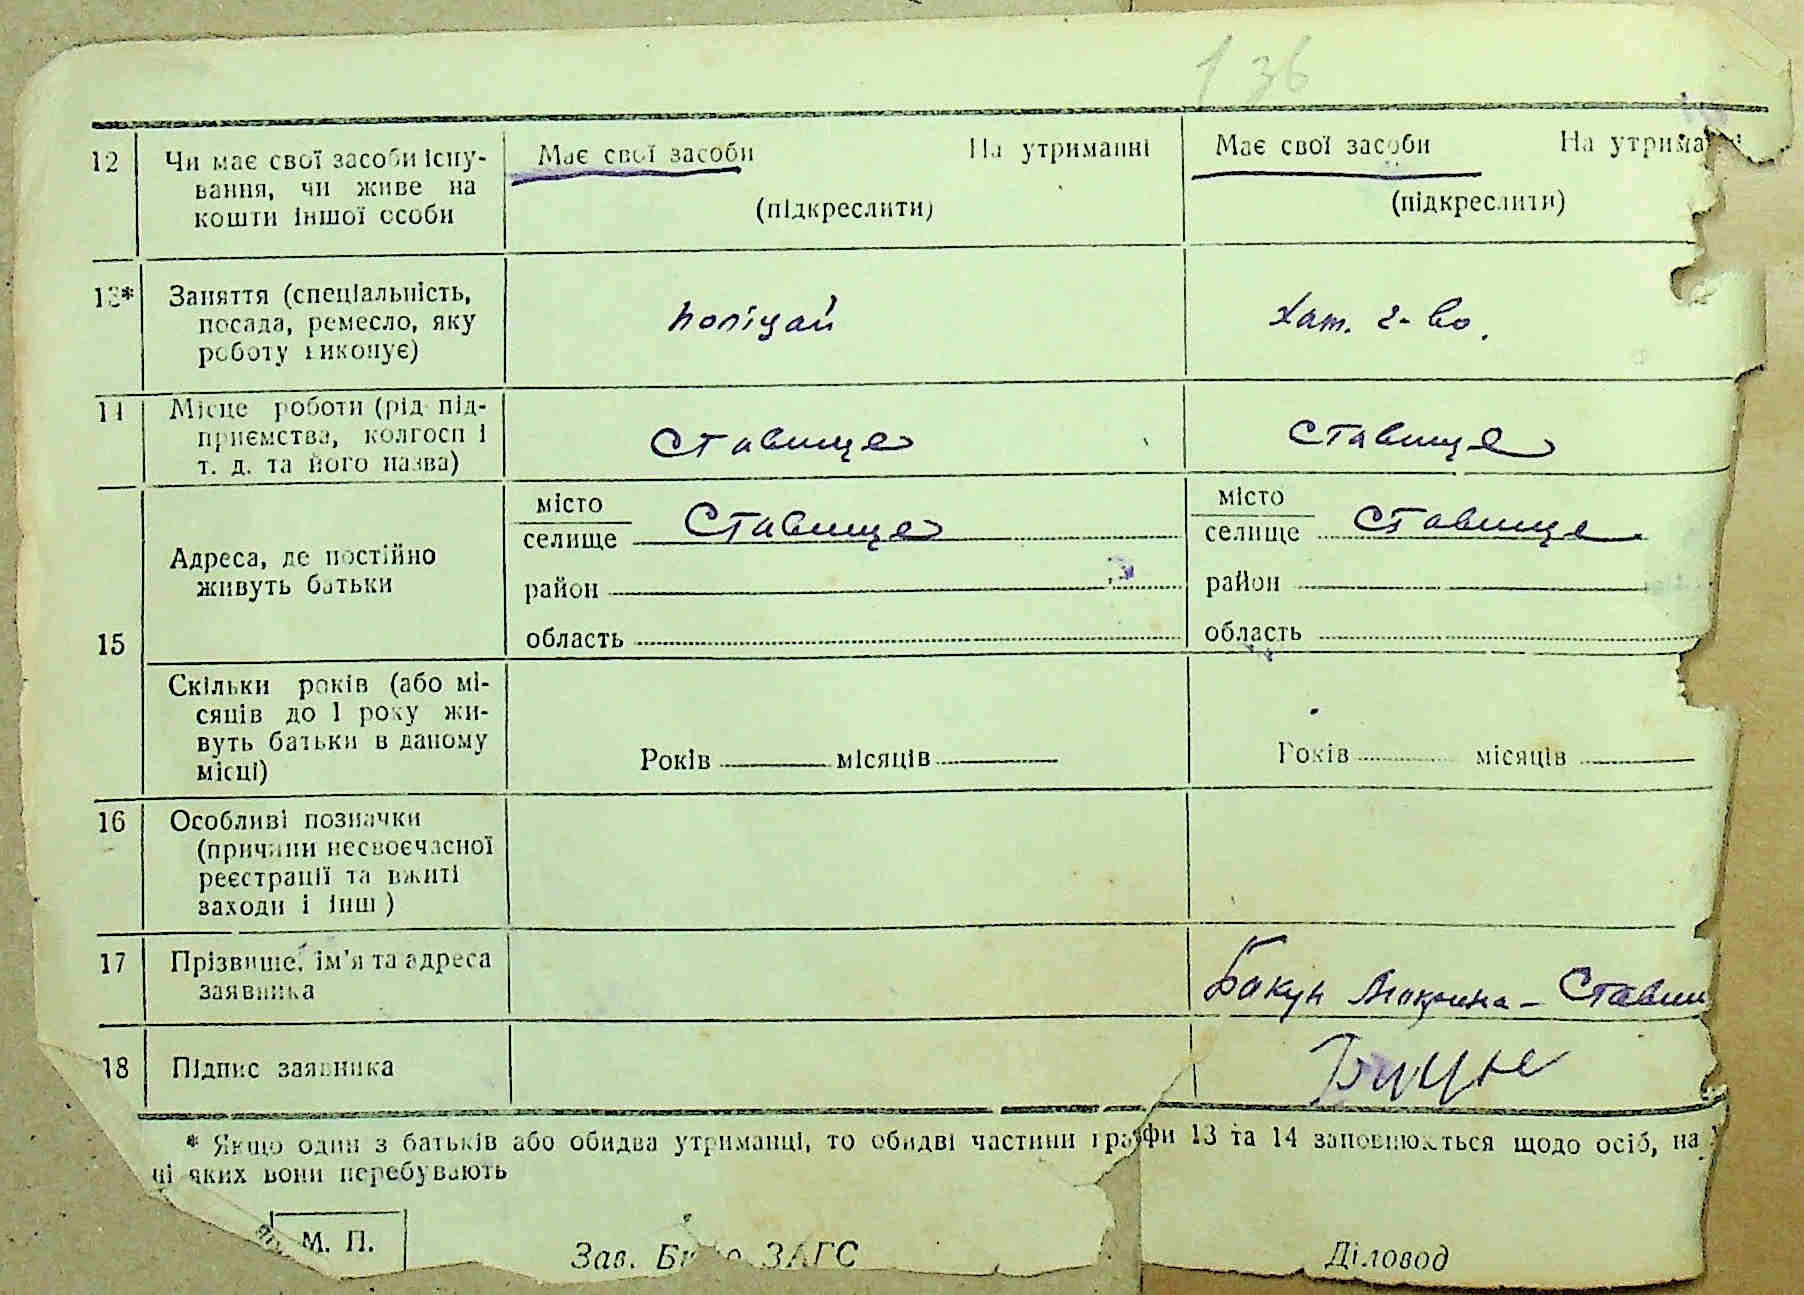 136
12 Чи має свої засоби існу-
вання, чи живе на
кошти іншої особи
Має свої засоби На утриманні
(підкреслити)
Має свої засоби На утриманні
(підкреслити)
13* Заняття (спеціальність,
посада, ремесло, яку
роботу виконує)
поліцай
хат. г-во.
14 Місце роботи (рід під-
приємства, колгосп і
т. д. та його назва)
Ставище
Ставище
15
Адреса, де постійно
живуть батьки
місто
селище Ставище
район
область
місто
селище Ставище
район
область
Скільки років (або мі-
сяців до 1 року жи-
вуть батьки в даному
місці)
Років місяців
Років місяців
16 Особливі позначки
(причини несвоєчасної
реєстрації та вжиті
заходи і інш)
17 Прізвище, ім'я та адреса
заявника
Бакун Мокрина - Ставищ
18 Підпис заявника
* Якщо один з батьків або обидва утриманці, то обидві частини графи 13 та 14 заповнюються щодо осіб, на
ні яких вони перебувають
М. П.
Зав. Бюро ЗАГС
Діловод